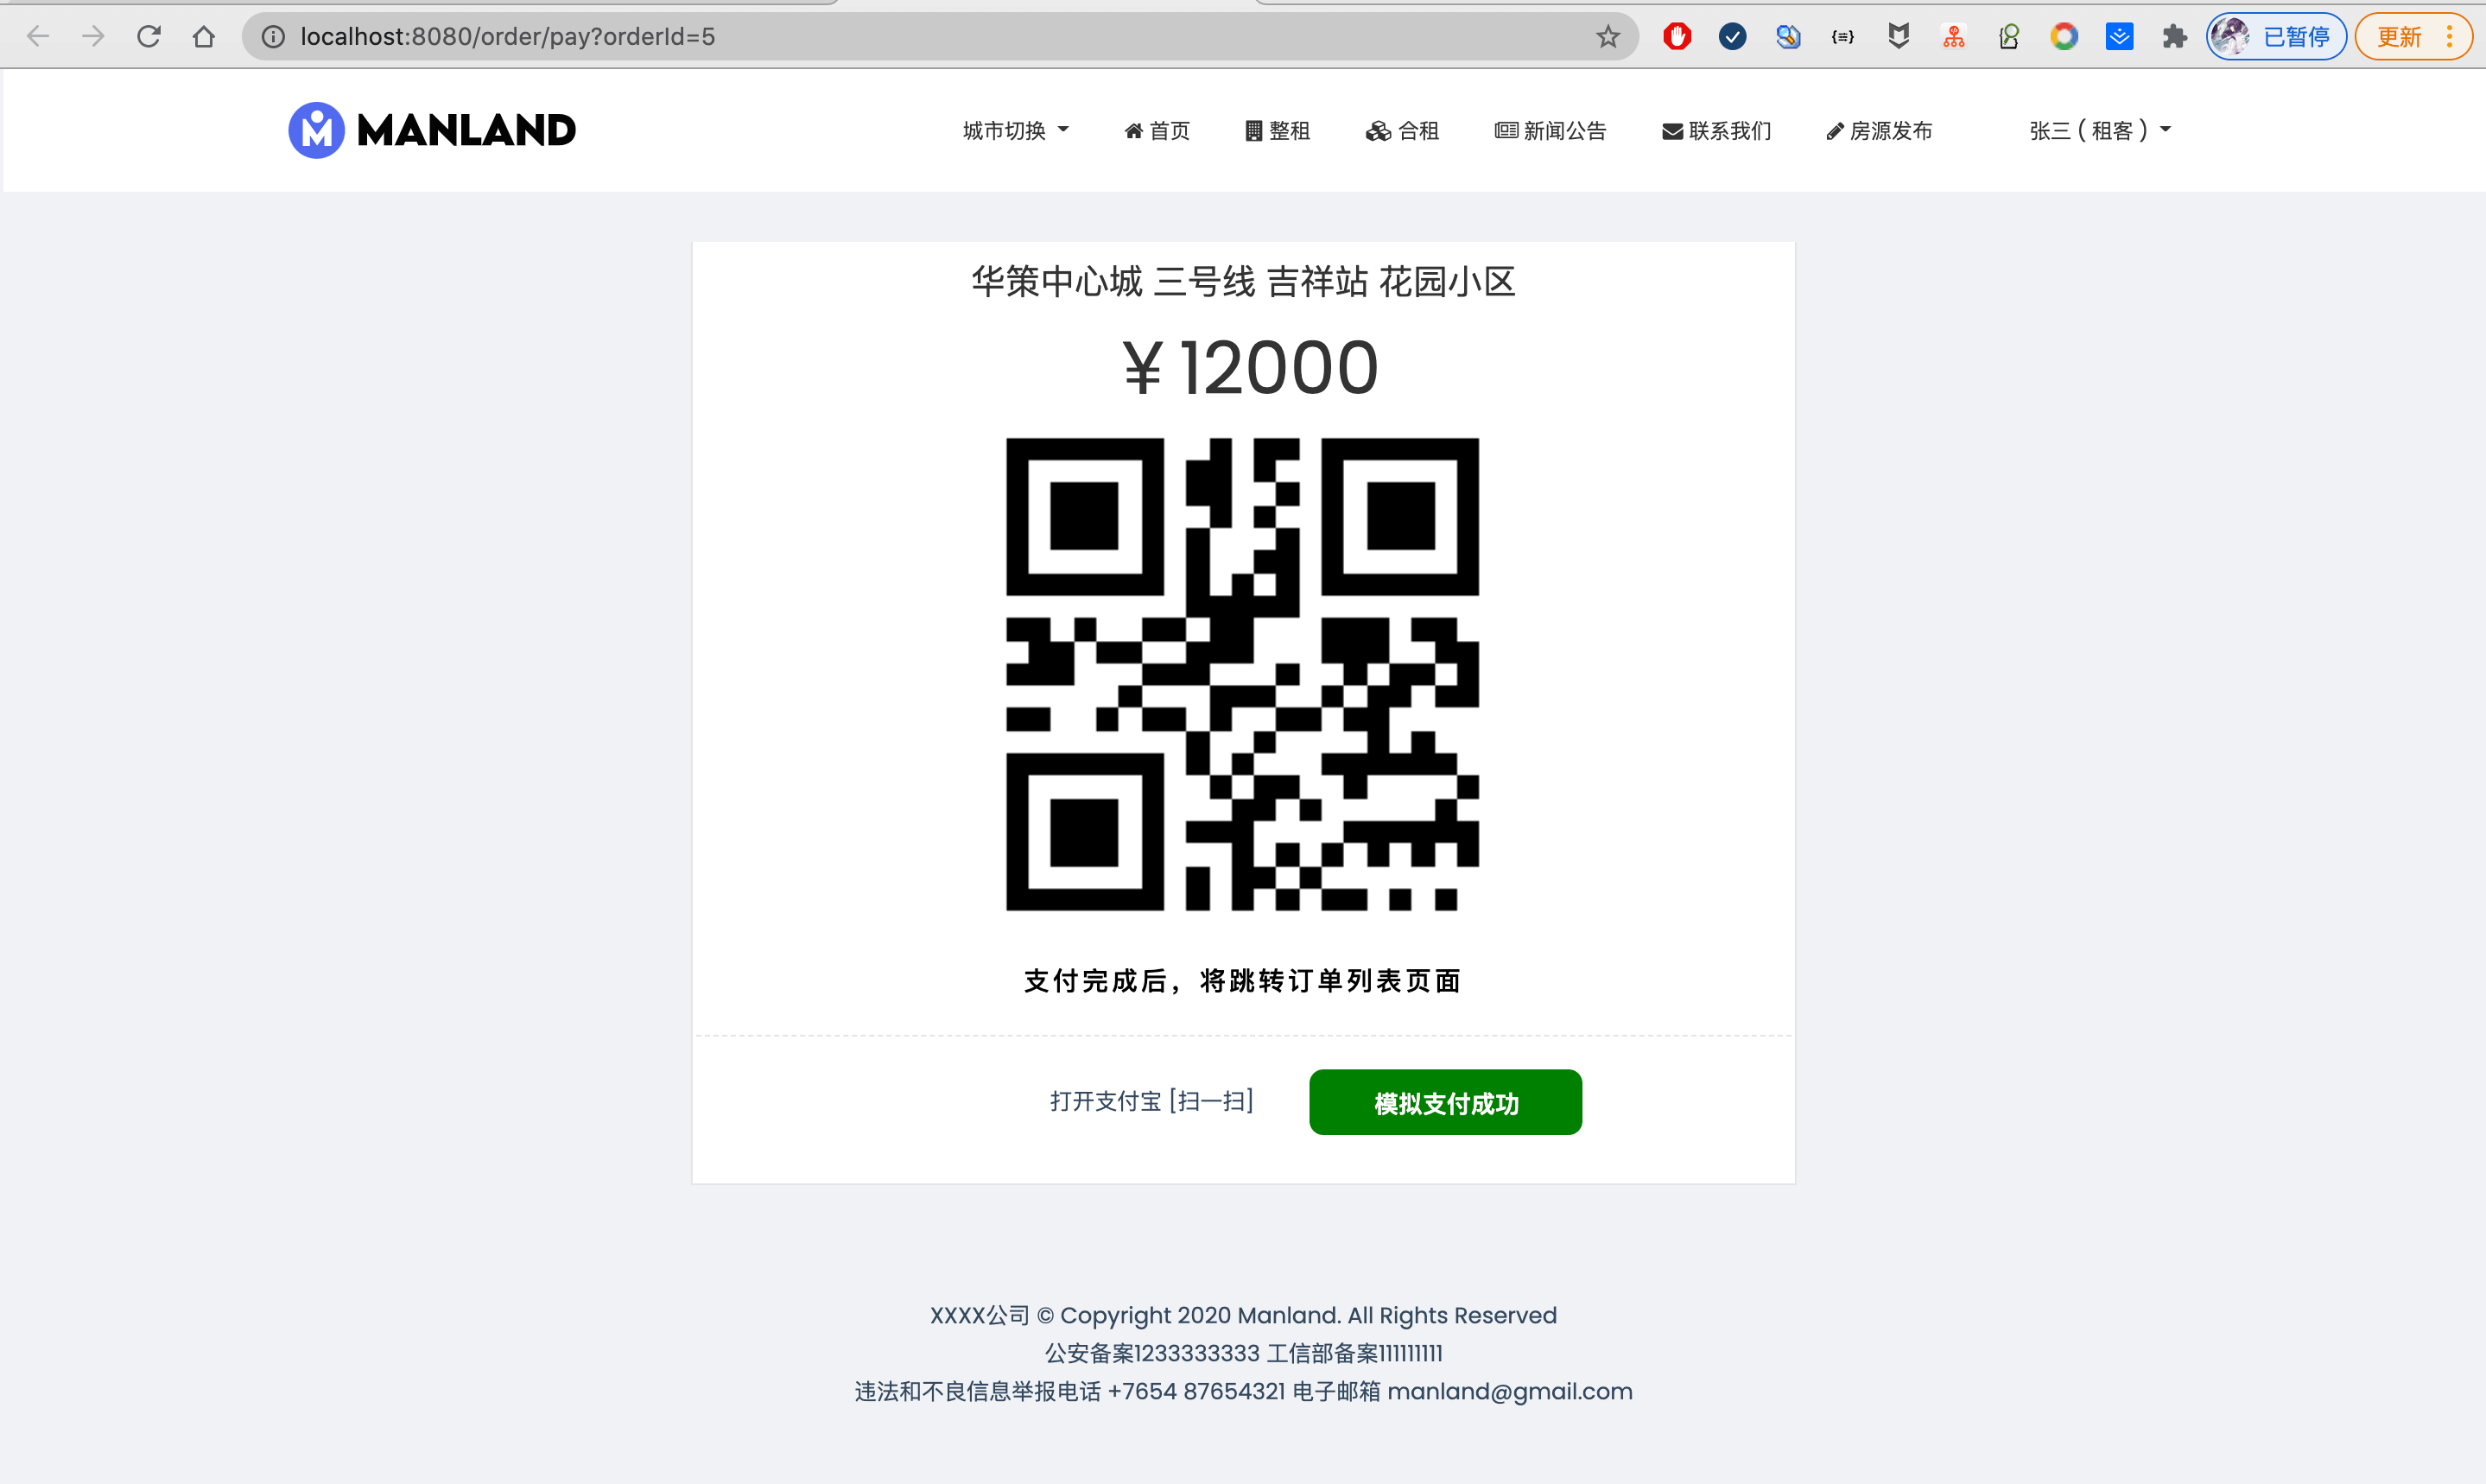 localhost:8080/order/pay?orderId=5
已暂停
更新
MANLAND
城市切换
首页
整租
合租
新闻公告
联系我们
房源发布
张三 ( 租客 )
华策中心城 三号线 吉祥站 花园小区
¥ 12000
支付完成后，将跳转订单列表页面
打开支付宝 [扫一扫]
模拟支付成功
XXXX公司 © Copyright 2020 Manland. All Rights Reserved
公安备案1233333333 工信部备案111111111
违法和不良信息举报电话 +7654 87654321 电子邮箱 manland@gmail.com